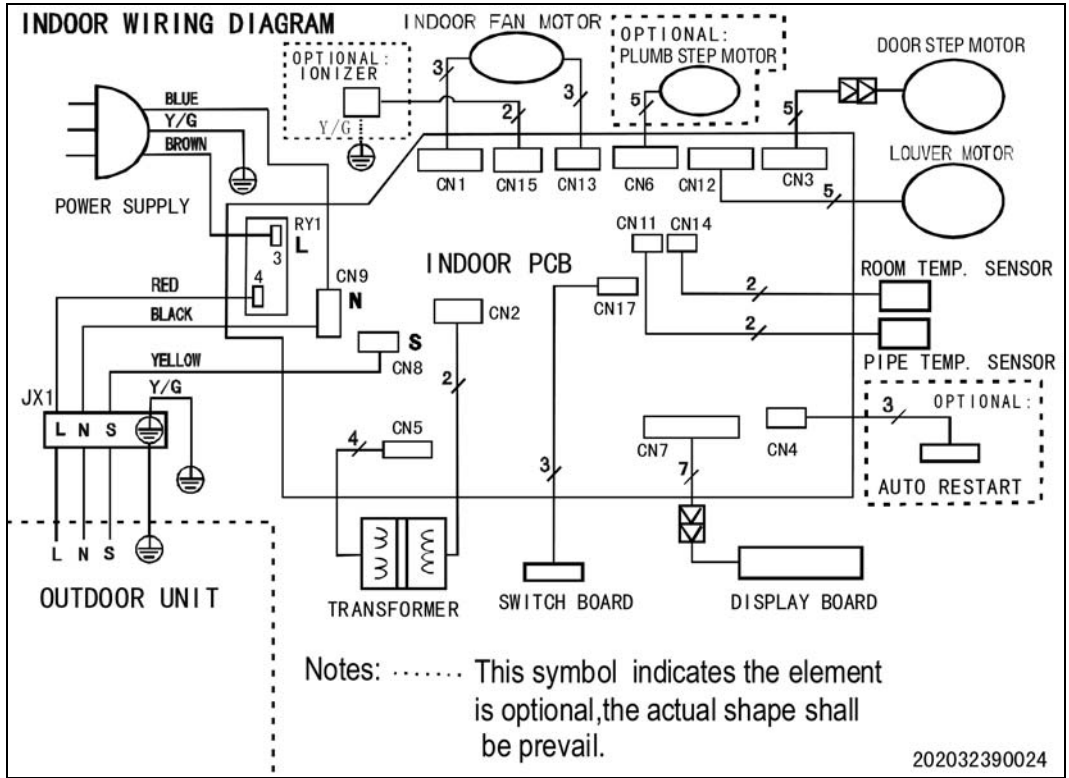 INDOOR WIRING DIAGRAM
INDOOR FAN MOTOR
OPTIONAL:
PLUMB STEP MOTOR
DOOR STEP MOTOR
OPTIONAL:
IONIZER
Y/G
BLUE
Y/G
BROWN
POWER SUPPLY
3
3
2
5
5
5
CN1
CN15
CN13
CN6
CN12
CN3
LOUVER MOTOR
RY1
3
L
4
CN9
N
INDOOR PCB
CN11
CN14
ROOM TEMP. SENSOR
2
2
PIPE TEMP. SENSOR
CN17
CN2
RED
BLACK
YELLOW
Y/G
S
CN8
2
JX1
L N S
CN5
4
3
CN7
7
CN4
3
OPTIONAL:
AUTO RESTART
L N S
OUTDOOR UNIT
TRANSFORMER
SWITCH BOARD
DISPLAY BOARD
Notes: ······· This symbol indicates the element
is optional,the actual shape shall
be prevail.
202032390024